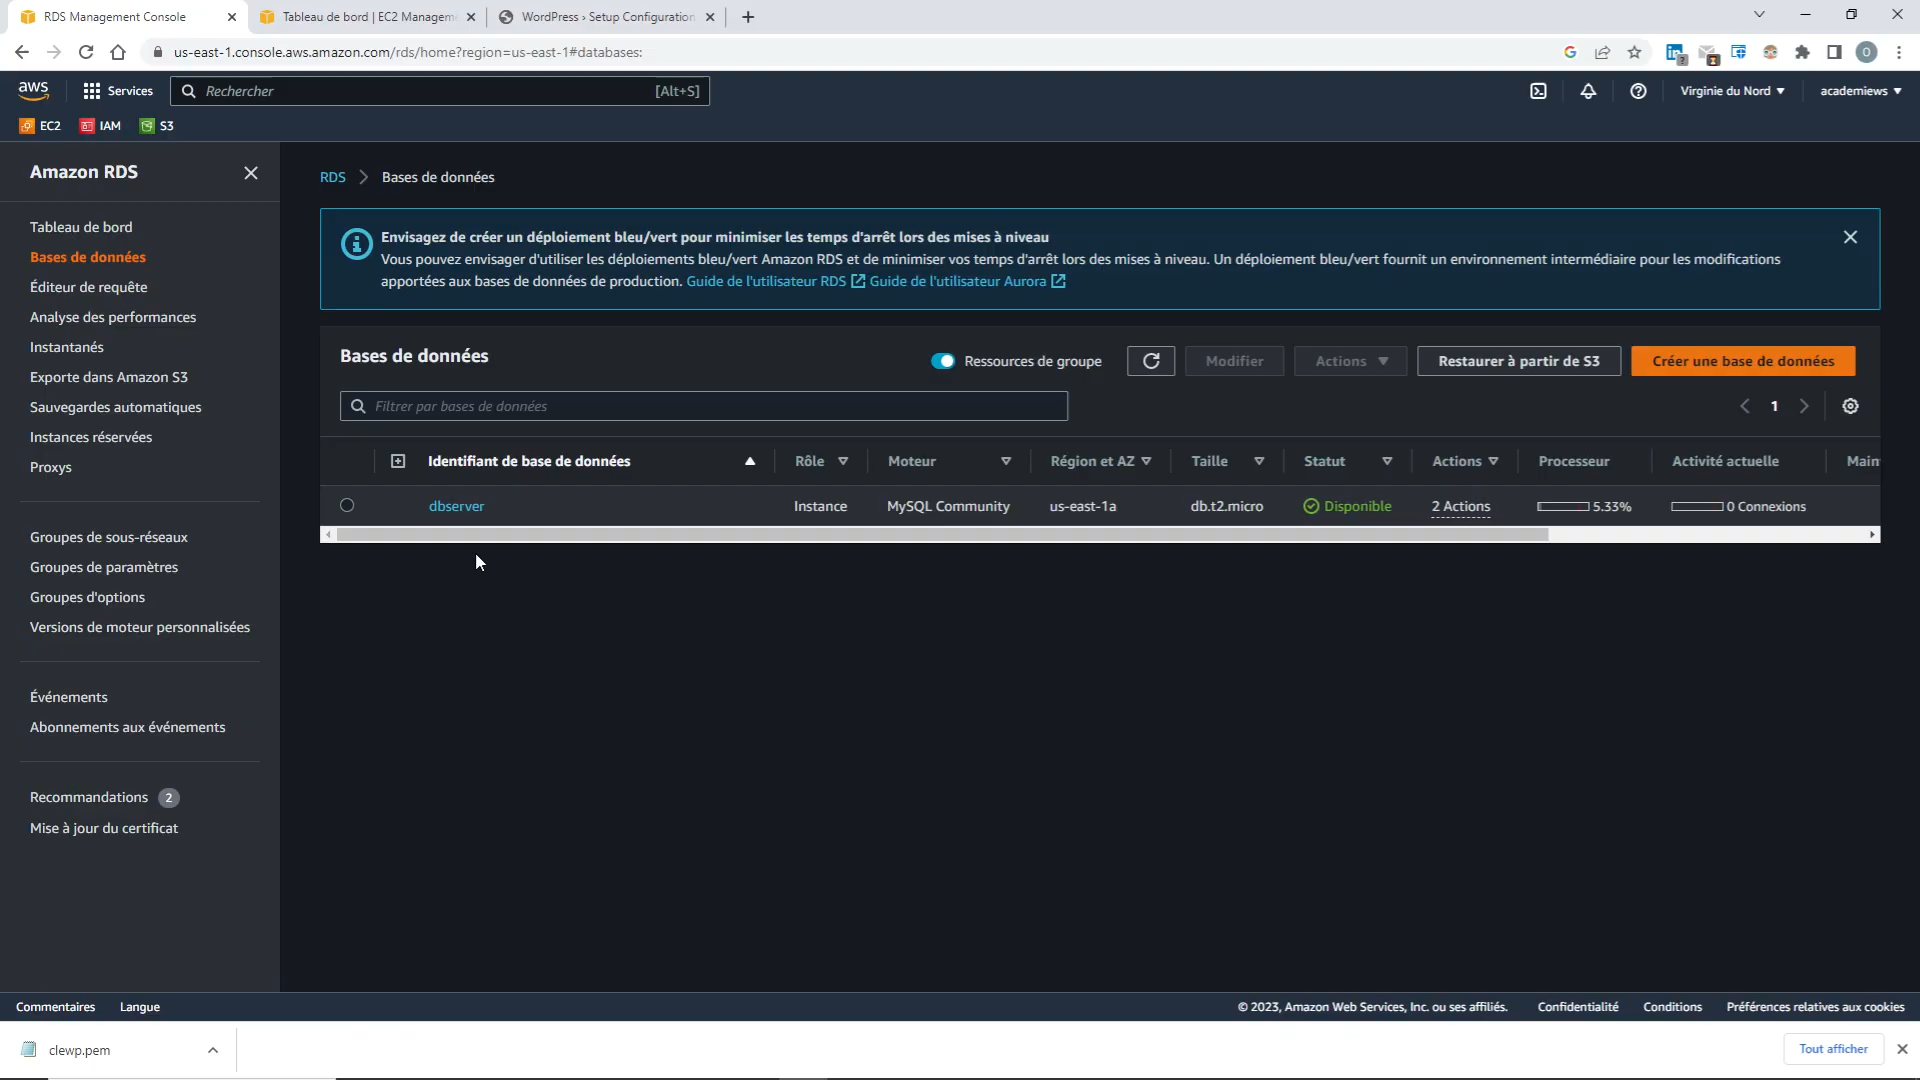 RDS Management Console
Tableau de bord | EC2 Managem
WordPress › Setup Configuration
us-east-1.console.aws.amazon.com/rds/home?region=us-east-1#databases:
O
aws
Services
Rechercher
[Alt+S]
Virginie du Nord
academiews
EC2
IAM
S3
Amazon RDS
Tableau de bord
Bases de données
Éditeur de requête
Analyse des performances
Instantanés
Exporte dans Amazon S3
Sauvegardes automatiques
Instances réservées
Proxys
Groupes de sous-réseaux
Groupes de paramètres
Groupes d'options
Versions de moteur personnalisées
Événements
Abonnements aux événements
Recommandations 2
Mise à jour du certificat
RDS > Bases de données
Envisagez de créer un déploiement bleu/vert pour minimiser les temps d'arrêt lors des mises à niveau
Vous pouvez envisager d'utiliser les déploiements bleu/vert Amazon RDS et de minimiser vos temps d'arrêt lors des mises à niveau. Un déploiement bleu/vert fournit un environnement intermédiaire pour les modifications
apportées aux bases de données de production. Guide de l'utilisateur RDS Guide de l'utilisateur Aurora
Bases de données
Ressources de groupe
Modifier
Actions
Restaurer à partir de S3
Créer une base de données
Filtrer par bases de données
1
Identifiant de base de données Rôle Moteur Région et AZ Taille Statut Actions Processeur Activité actuelle Main
dbserver Instance MySQL Community us-east-1a db.t2.micro Disponible 2 Actions 5.33% 0 Connexions
Commentaires
Langue
© 2023, Amazon Web Services, Inc. ou ses affiliés.
Confidentialité
Conditions
Préférences relatives aux cookies
clewp.pem
Tout afficher